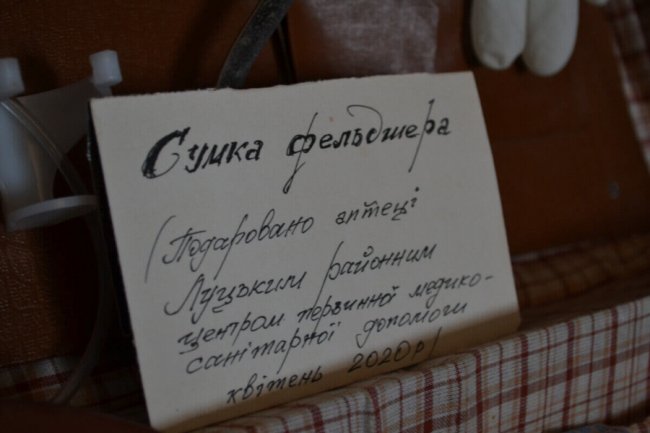 Сумка фельдшера
(Подаровано аптеці
Луцьким районним
центром первинної медико-
санітарної допомоги
квітень 2020р)